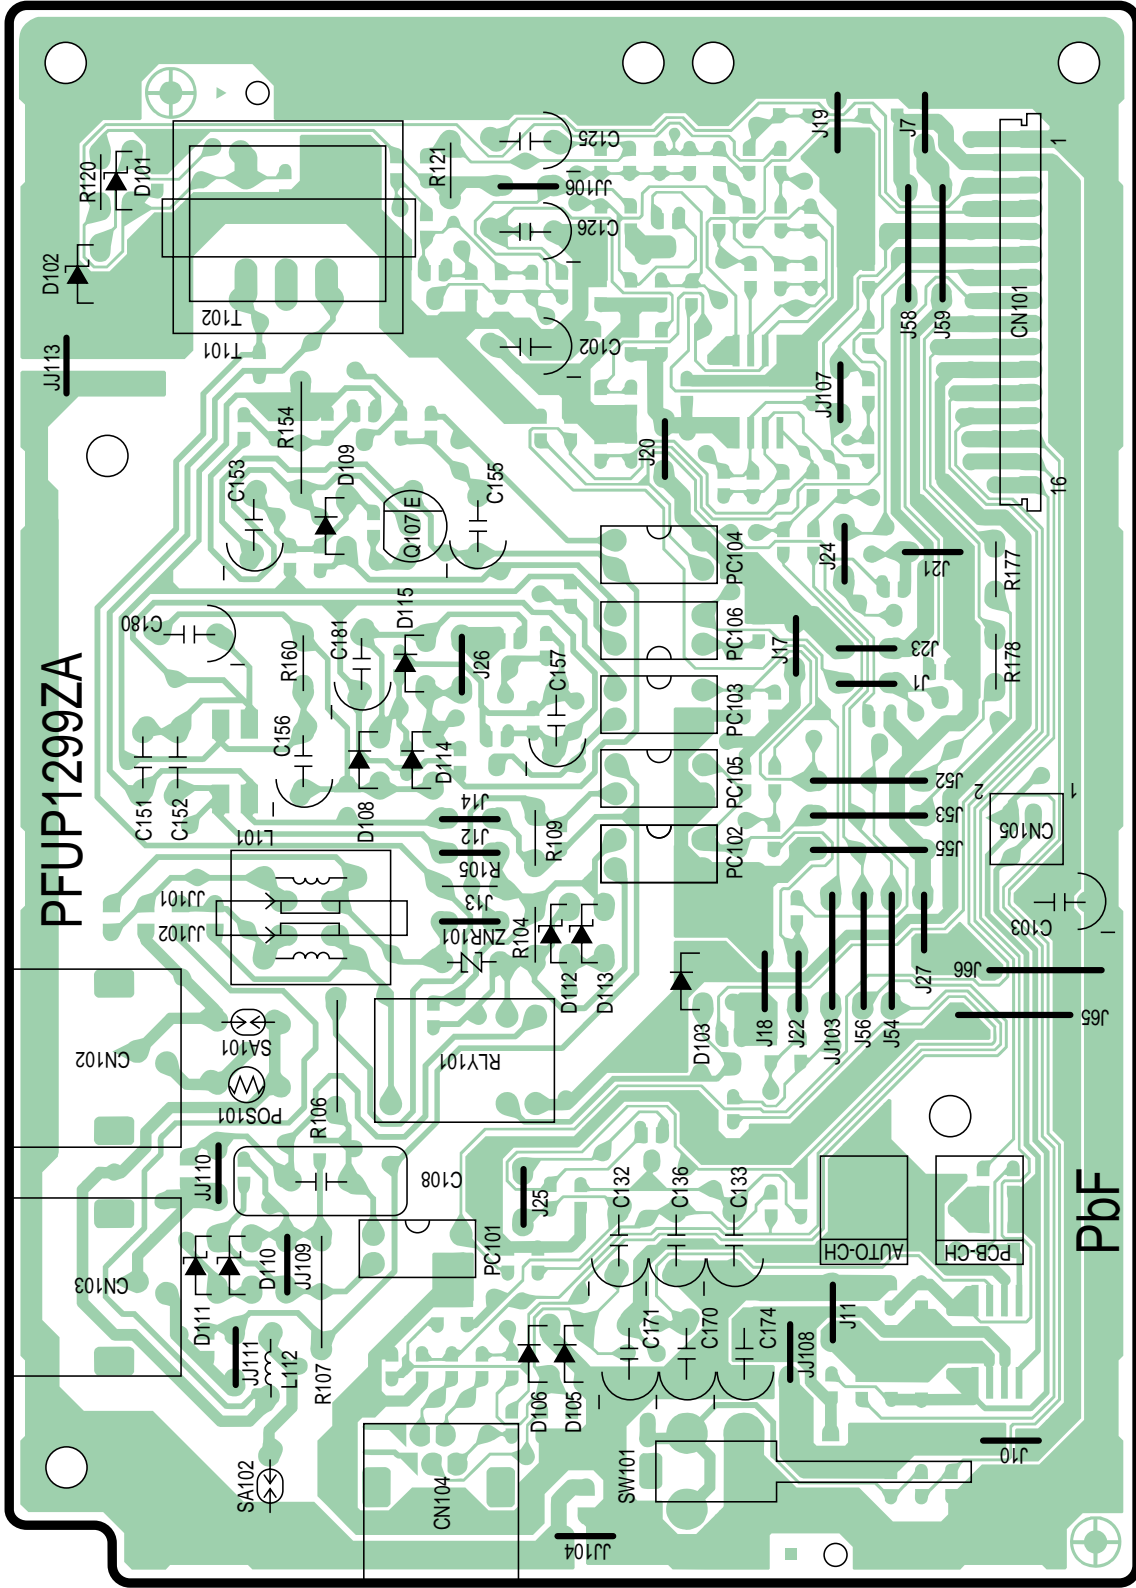 J19
J7
1
C125
R120
D101
R121
JJ106
C126
D102
T102
T101
C102
J58
J59
CN101
JJ113
JJ107
R154
J20
C153
D109
C155
16
Q107
E
PC104
J24
J21
R177
C180
D115
C181
R160
J26
C157
PC106
J17
J23
J1
R178
PFUP1299ZA
PC103
C156
C151
C152
D108
D114
J14
PC105
J52
2
1
L101
J12
R109
J53
CN105
R105
PC102
J55
JJ101
JJ102
J13
ZNR101
R104
D112
D113
C103
J27
J66
D103
J18
J22
JJ103
J56
J54
J65
CN102
SA101
POS101
RLY101
R106
JJ110
C108
J25
C132
C136
C133
PbF
CN103
D111
D110
JJ109
PC101
AUTO-CH
PCB-CH
JJ111
L112
R107
C171
C170
C174
JJ108
J11
D106
D105
J10
SA102
CN104
SW101
JJ104